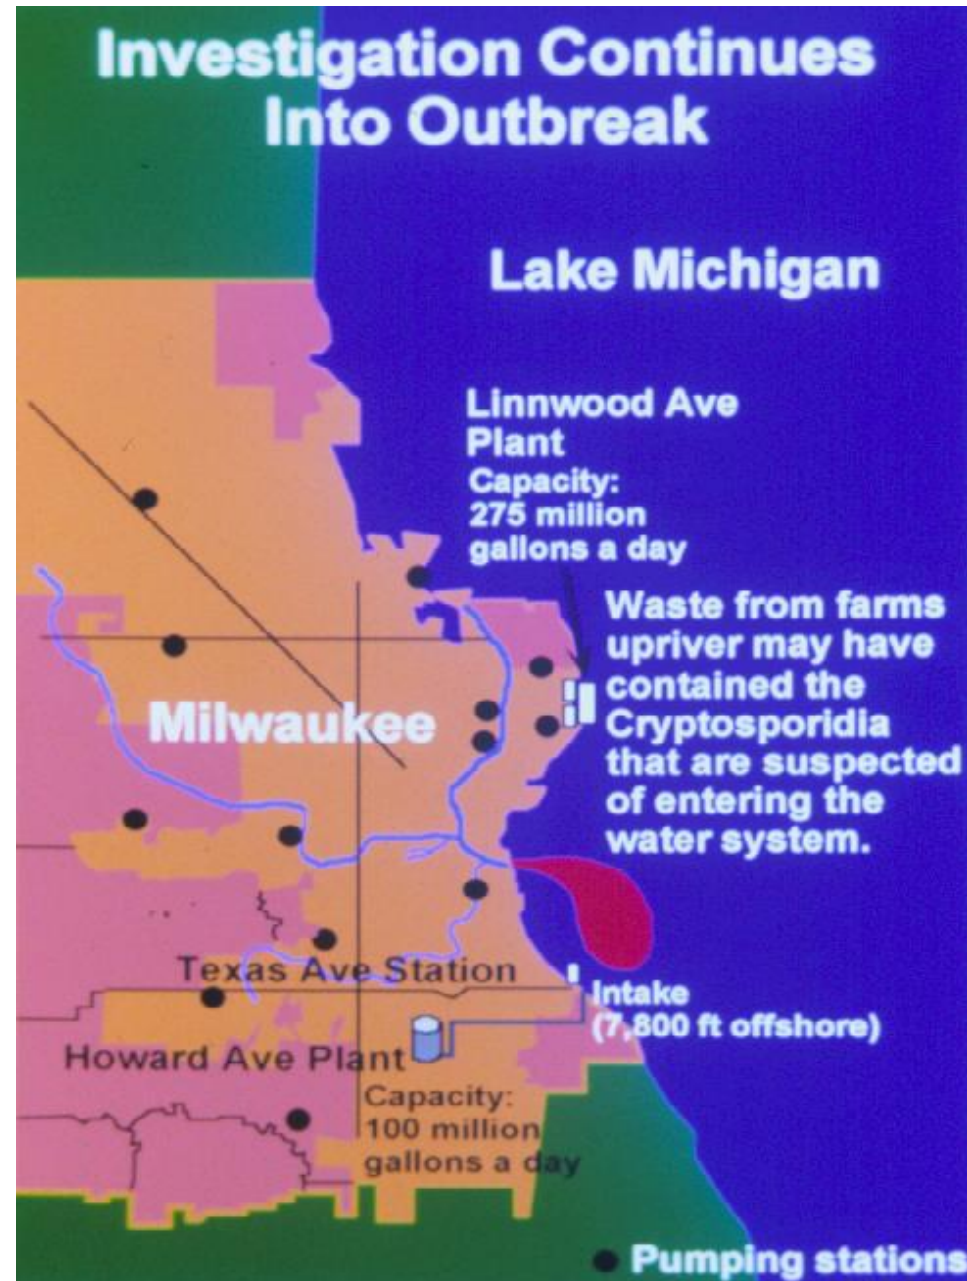 Investigation Continues
Into Outbreak
Lake Michigan
Linnwood Ave
Plant
Capacity:
275 million
gallons a day
Waste from farms
upriver may have
contained the
Cryptosporidia
that are suspected
of entering the
water system.
Milwaukee
Texas Ave Station
Intake
(7,800 ft offshore)
Howard Ave Plant
Capacity:
100 million
gallons a day
Pumping stations